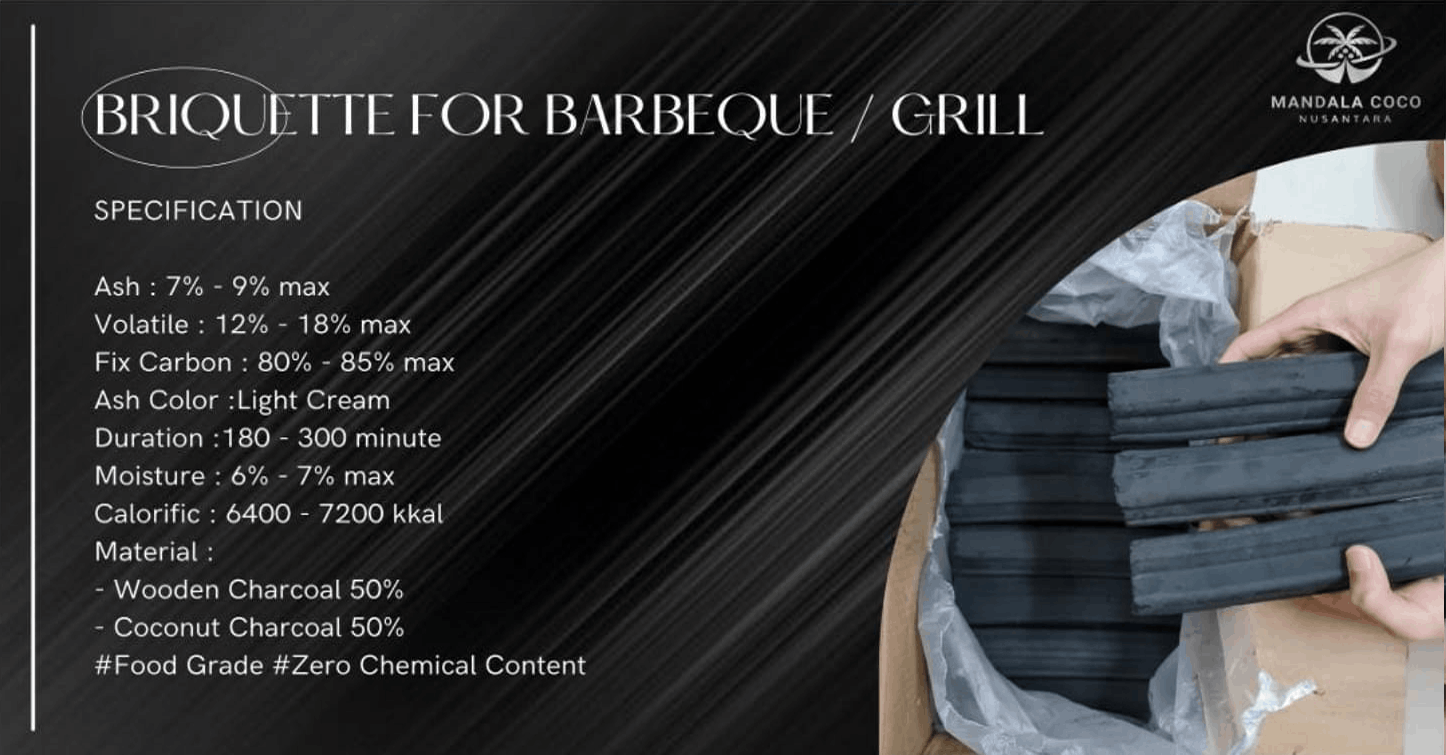 BRIQUETTE FOR BARBEQUE / GRILL
MANDALA COCO
NUSANTARA
SPECIFICATION
Ash : 7% - 9% max
Volatile : 12% - 18% max
Fix Carbon : 80% - 85% max
Ash Color :Light Cream
Duration :180 - 300 minute
Moisture : 6% - 7% max
Calorific : 6400 - 7200 kkal
Material :
- Wooden Charcoal 50%
- Coconut Charcoal 50%
#Food Grade #Zero Chemical Content